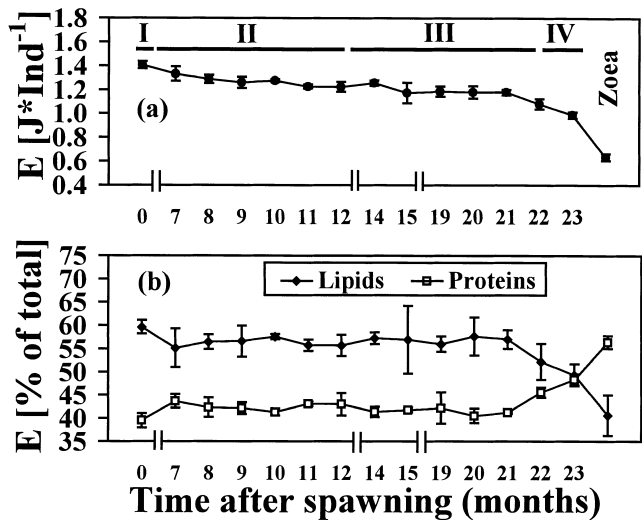 1.8
I II III IV
1.6
1.4
1.2
1.0
0.8
0.6
0.4
E [J*Ind-1]
(a)
Zoea
0 7 8 9 10 11 12 14 15 19 20 21 22 23
75
70
65
60
55
50
45
40
35
E [% of total]
(b)
Lipids Proteins
0 7 8 9 10 11 12 14 15 19 20 21 22 23
Time after spawning (months)